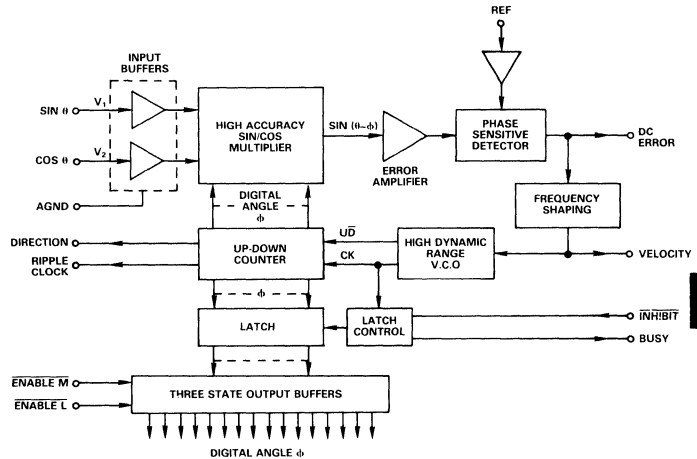 REF
INPUT
BUFFERS
SIN θ
V1
COS θ
V2
AGND
HIGH ACCURACY
SIN/COS
MULTIPLIER
SIN (θ–ϕ)
ERROR
AMPLIFIER
PHASE
SENSITIVE
DETECTOR
DC
ERROR
FREQUENCY
SHAPING
DIGITAL
ANGLE
ϕ
DIRECTION
RIPPLE
CLOCK
UP-DOWN
COUNTER
UD̅
CK
HIGH DYNAMIC
RANGE
V.C.O
VELOCITY
ϕ
LATCH
LATCH
CONTROL
INH!BIT
BUSY
ENABLE M
ENABLE L
THREE STATE OUTPUT BUFFERS
DIGITAL ANGLE ϕ